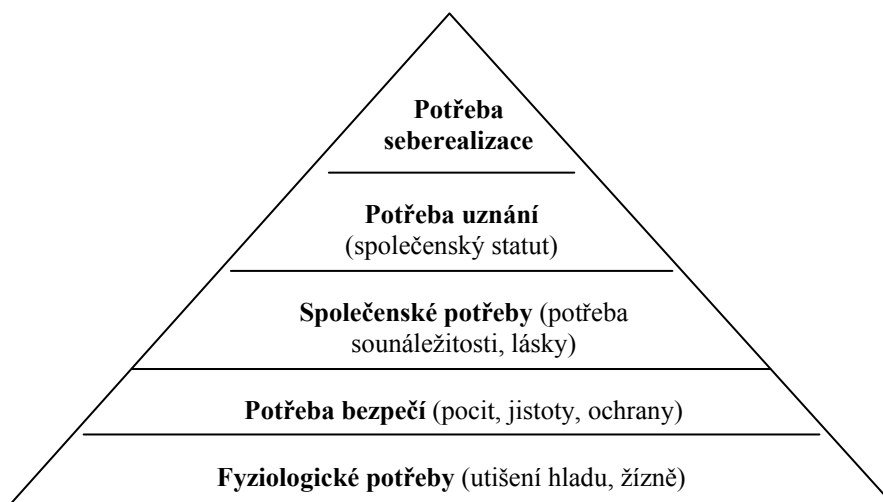 Potřeba
seberealizace
Potřeba uznání
(společenský statut)
Společenské potřeby (potřeba
sounáležitosti, lásky)
Potřeba bezpečí (pocit, jistoty, ochrany)
Fyziologické potřeby (utišení hladu, žízně)